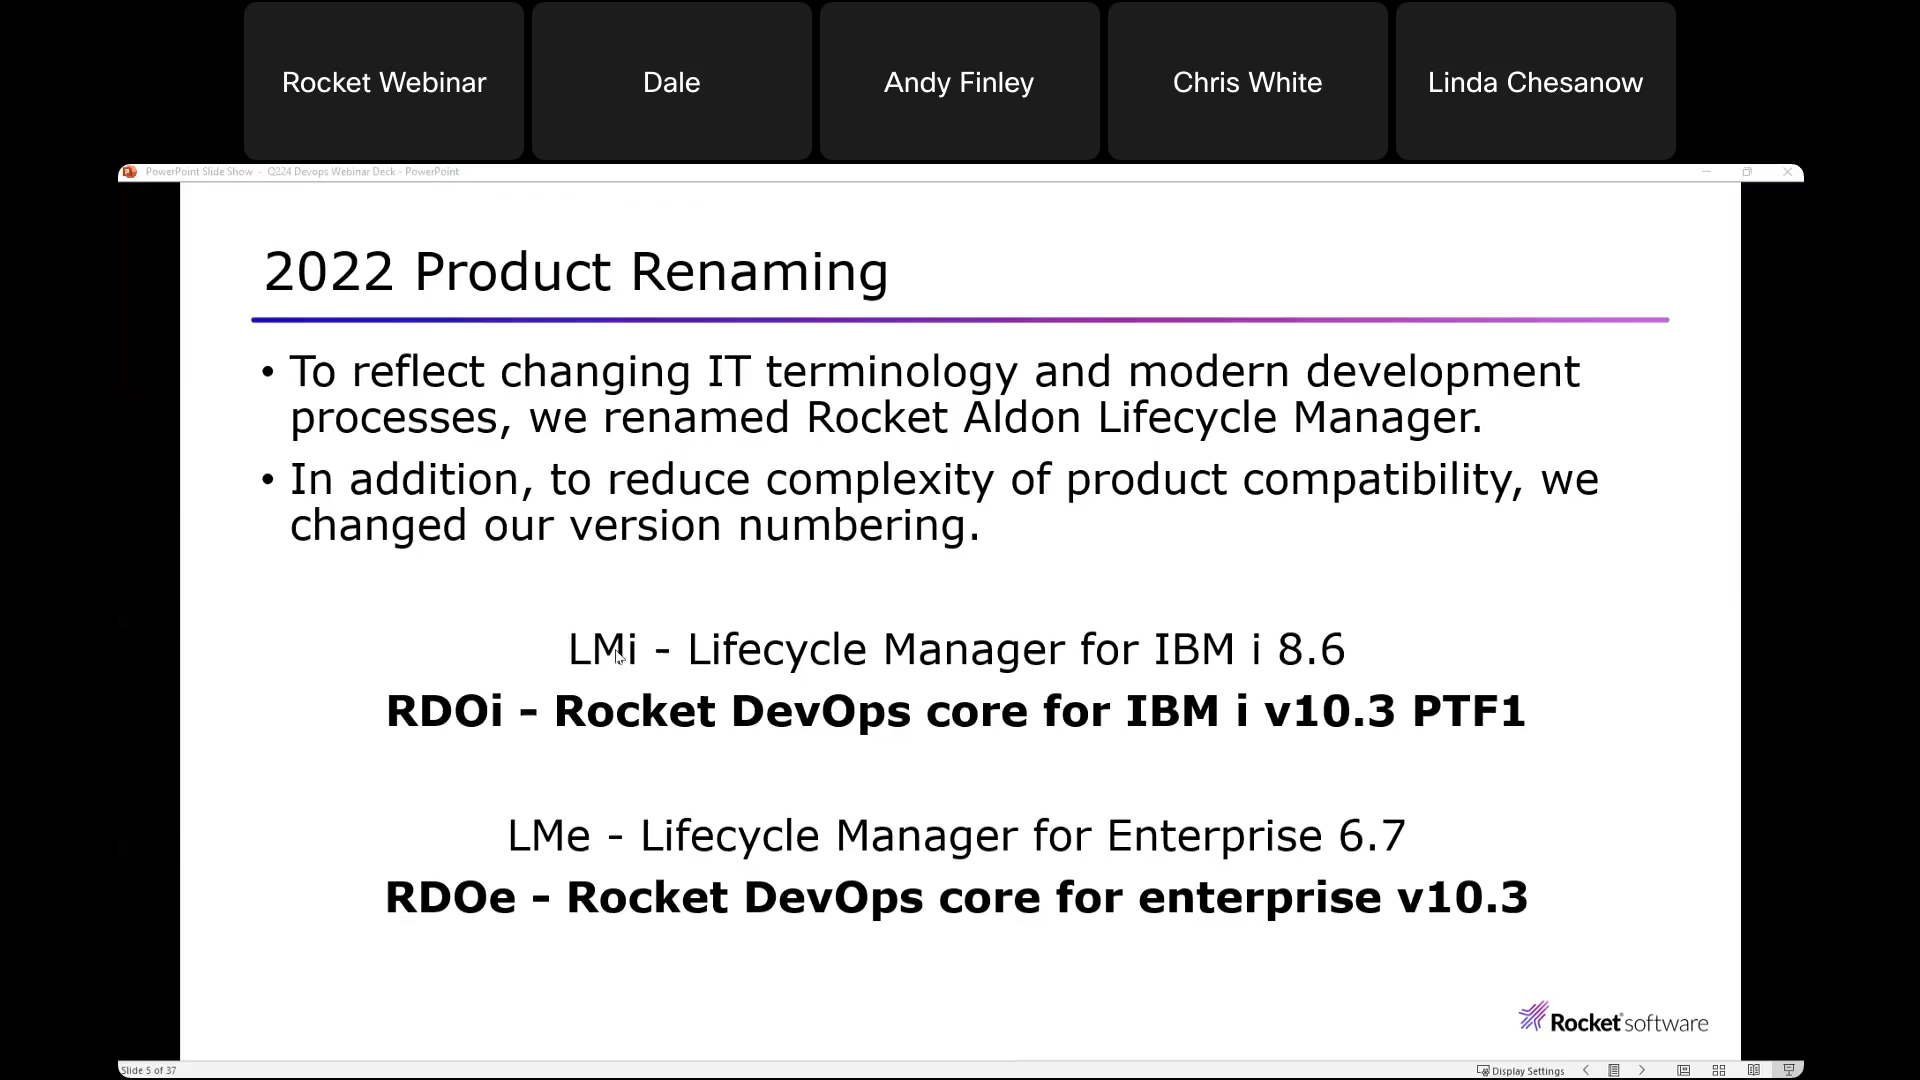 Rocket Webinar
Dale
Andy Finley
Chris White
Linda Chesanow
PowerPoint Slide Show - Q224 Devops Webinar Deck - PowerPoint
2022 Product Renaming
• To reflect changing IT terminology and modern development
processes, we renamed Rocket Aldon Lifecycle Manager.
• In addition, to reduce complexity of product compatibility, we
changed our version numbering.
LMi - Lifecycle Manager for IBM i 8.6
RDOi - Rocket DevOps core for IBM i v10.3 PTF1
LMe - Lifecycle Manager for Enterprise 6.7
RDOe - Rocket DevOps core for enterprise v10.3
Rocket software
Slide 5 of 37
Display Settings